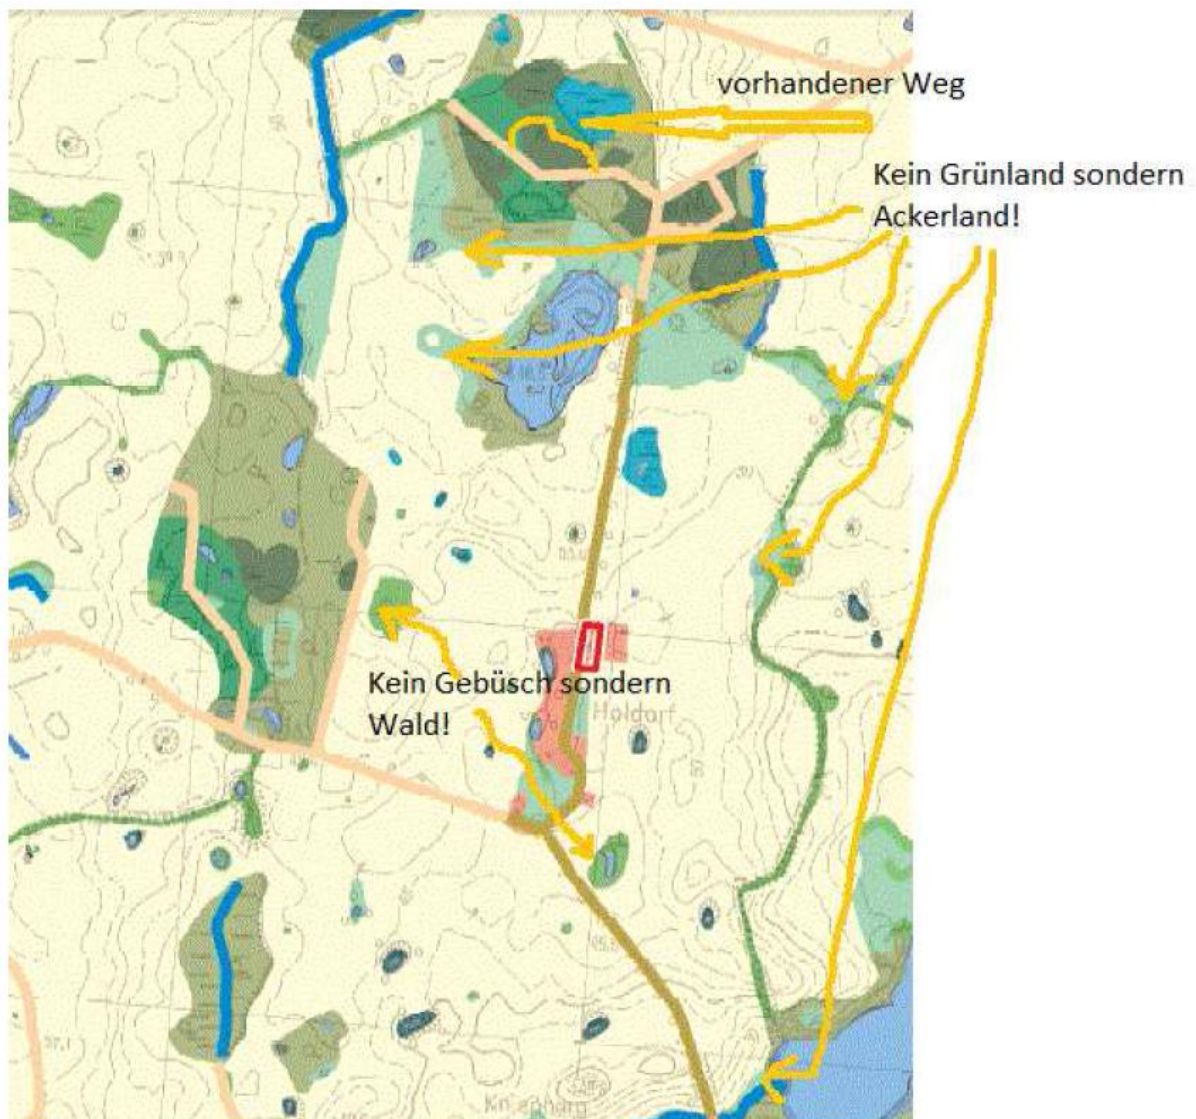 vorhandener Weg
Kein Grünland sondern
Ackerland!
Kein Gebüsch sondern
Wald!
Holdorf